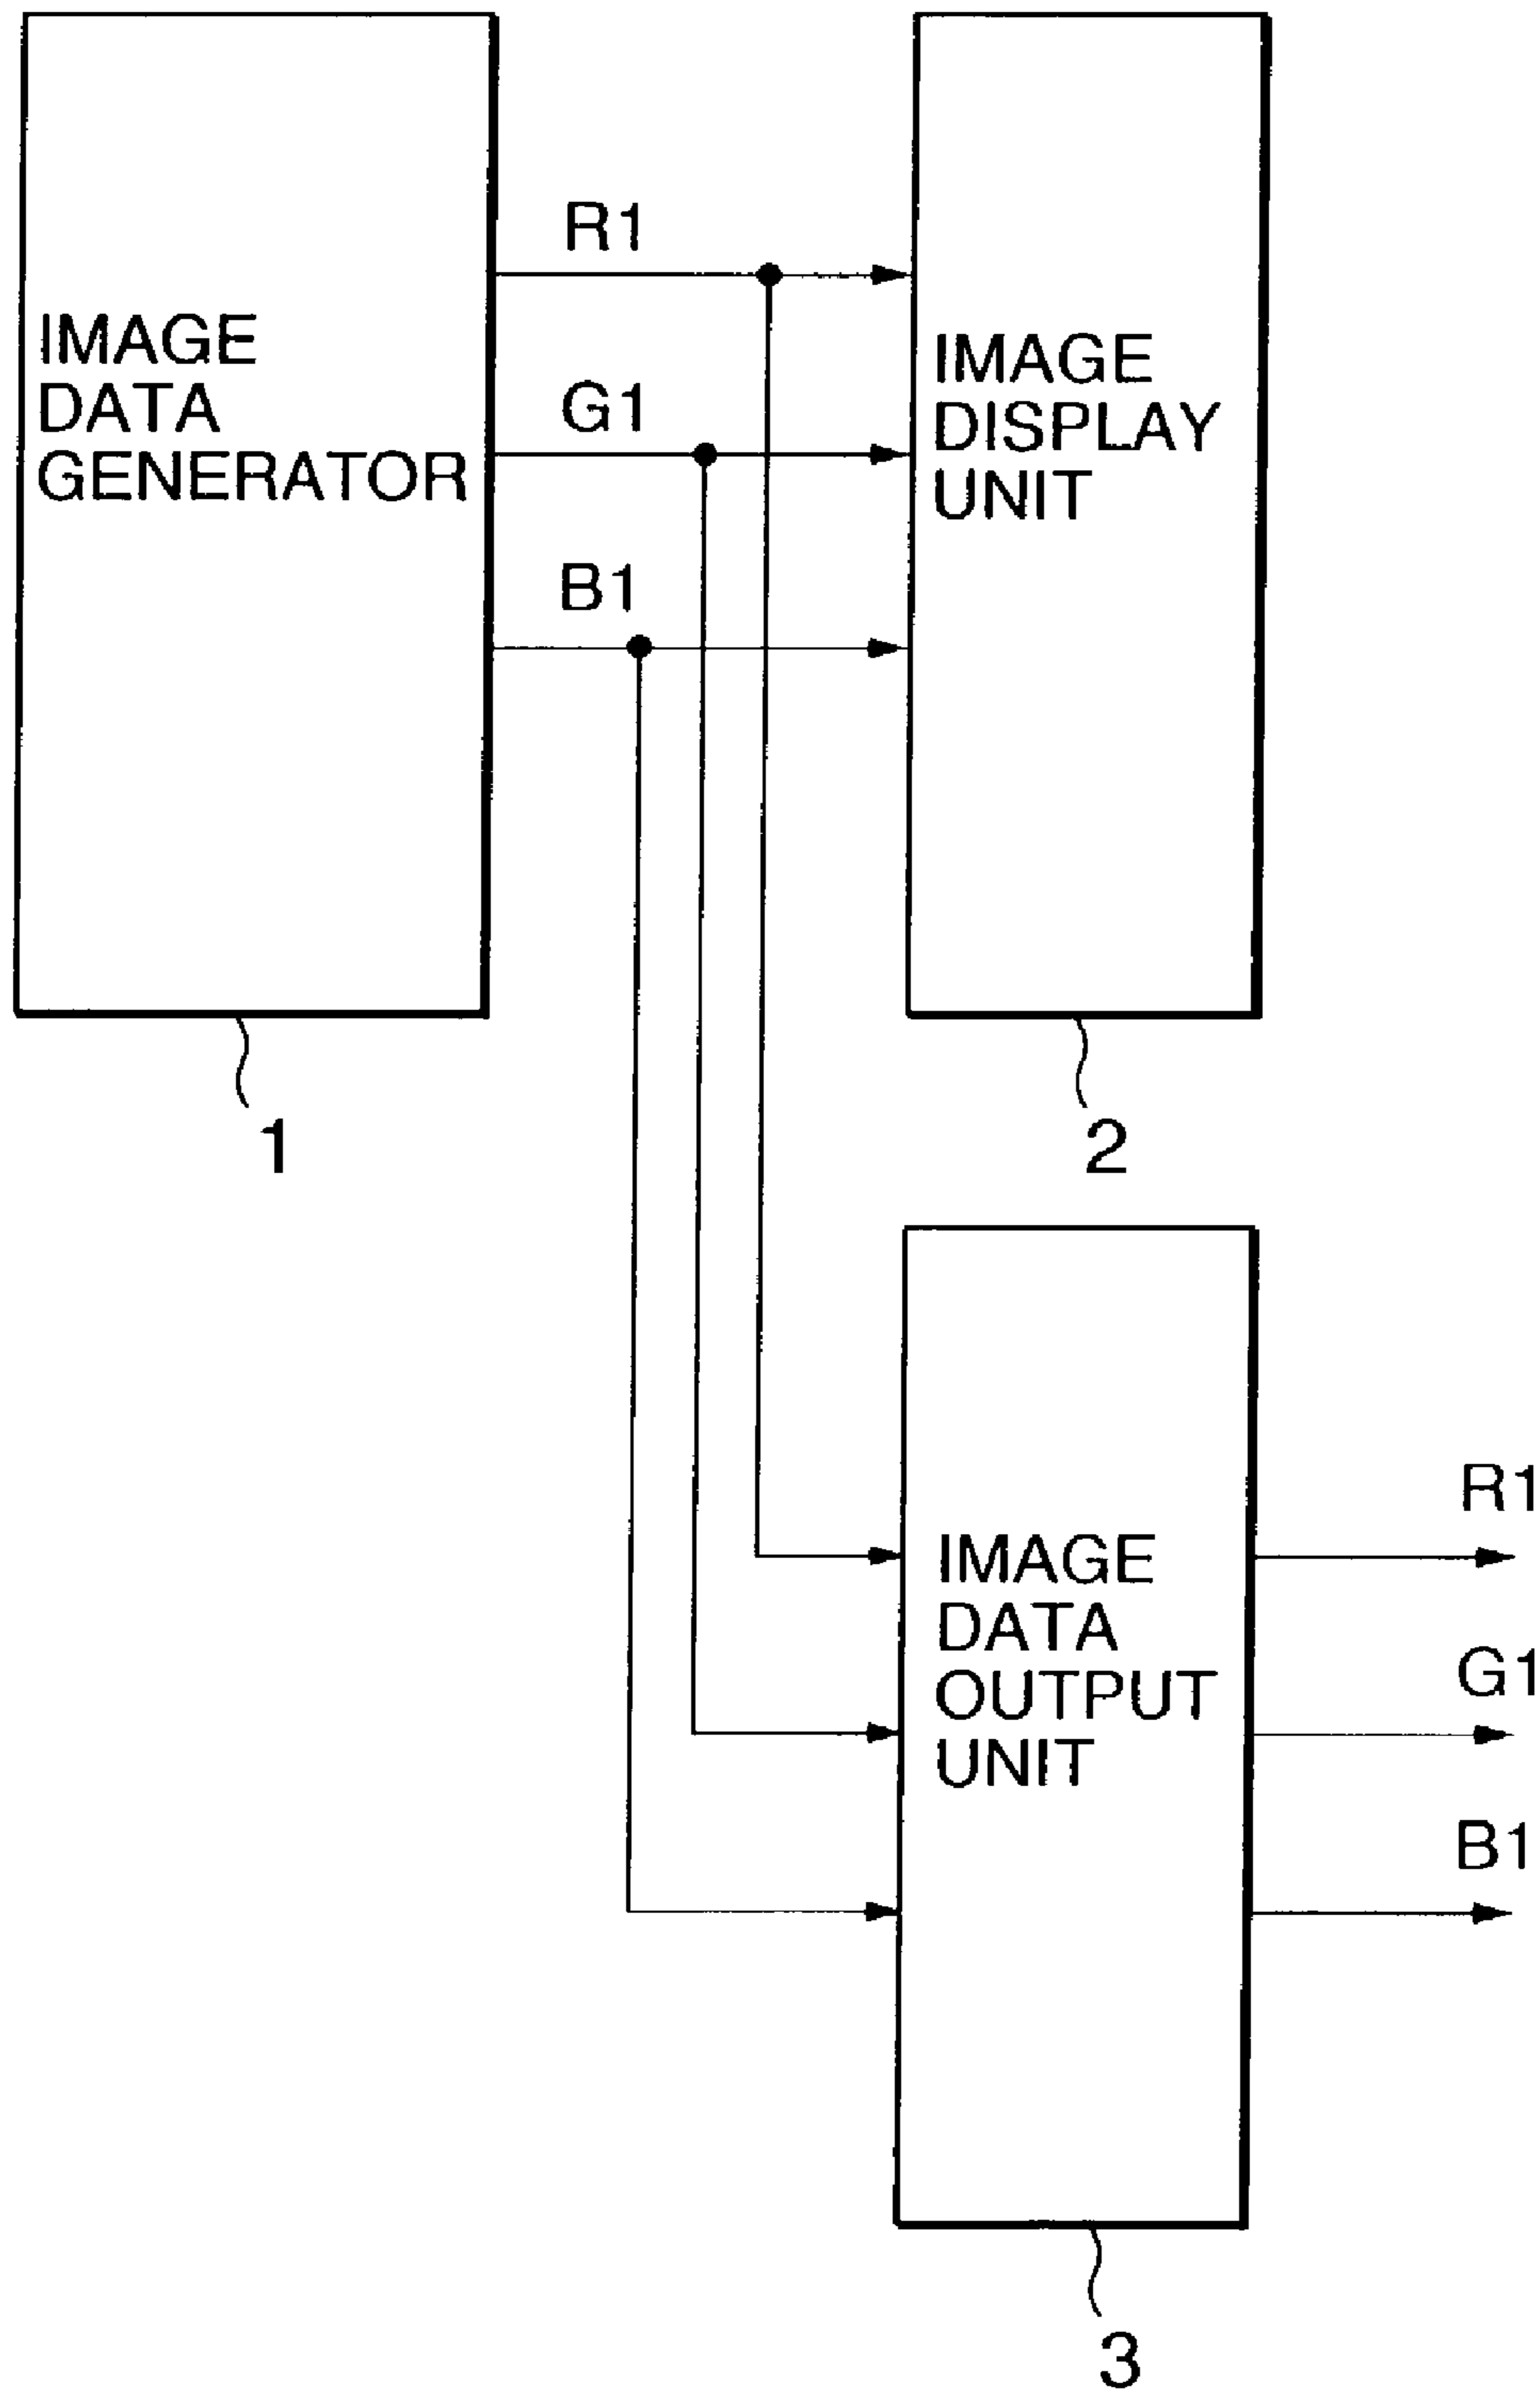 IMAGE
DATA
GENERATOR
R1
G1
B1
IMAGE
DISPLAY
UNIT
1
2
IMAGE
DATA
OUTPUT
UNIT
R1
G1
B1
3